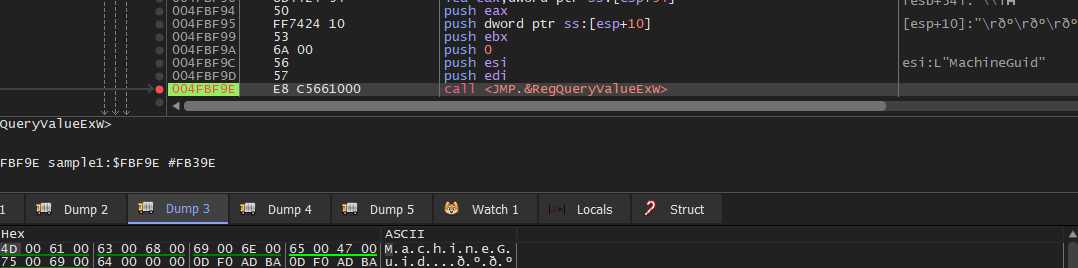 004FBF94 50 push eax
004FBF95 FF7424 10 push dword ptr ss:[esp+10] [esp+10]:"\rðº\rðº\rðº
004FBF9A 53 push ebx
004FBF9B 6A 00 push 0
004FBF9C 56 push esi esi:L"MachineGuid"
004FBF9D 57 push edi
004FBF9E E8 C5661000 call <JMP.&RegQueryValueExW>
QueryValueExW>
FBF9E sample1:$FBF9E #FB39E
1 Dump 2 Dump 3 Dump 4 Dump 5 Watch 1 Locals Struct
Hex ASCII
4D 00 61 00 63 00 68 00 69 00 6E 00 65 00 47 00 M.a.c.h.i.n.e.G.
75 00 69 00 64 00 00 00 0D F0 AD BA 0D F0 AD BA u.i.d....ð.º.ð.º